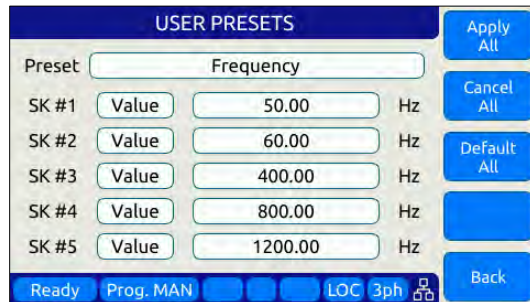 USER PRESETS
Preset Frequency
SK #1 Value 50.00 Hz
SK #2 Value 60.00 Hz
SK #3 Value 400.00 Hz
SK #4 Value 800.00 Hz
SK #5 Value 1200.00 Hz
Ready Prog. MAN LOC 3ph
Apply
All
Cancel
All
Default
All
Back